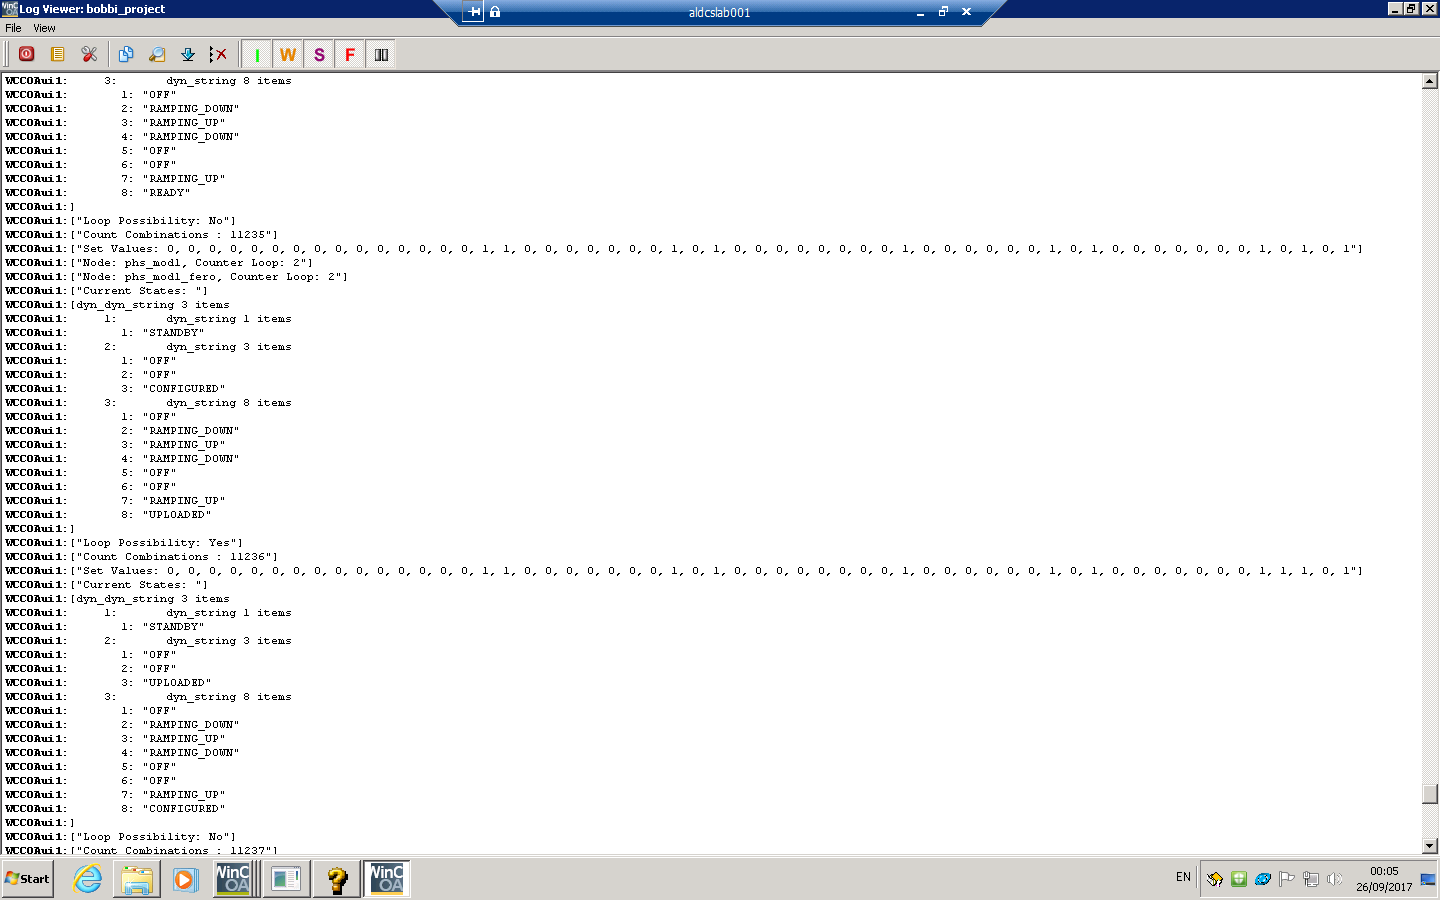 Log Viewer: bobbi_project
aldcslab001
File View
I W S F
WCCOAui1: 3: dyn_string 8 items
WCCOAui1: 1: "OFF"
WCCOAui1: 2: "RAMPING_DOWN"
WCCOAui1: 3: "RAMPING_UP"
WCCOAui1: 4: "RAMPING_DOWN"
WCCOAui1: 5: "OFF"
WCCOAui1: 6: "OFF"
WCCOAui1: 7: "RAMPING_UP"
WCCOAui1: 8: "READY"
WCCOAui1:]
WCCOAui1:["Loop Possibility: No"]
WCCOAui1:["Count Combinations : 11235"]
WCCOAui1:["Set Values: 0, 0, 0, 0, 0, 0, 0, 0, 0, 0, 0, 0, 0, 0, 0, 1, 1, 0, 0, 0, 0, 0, 0, 0, 1, 0, 1, 0, 0, 0, 0, 0, 0, 0, 0, 1, 0, 0, 0, 0, 0, 0, 1, 0, 1, 0, 0, 0, 0, 0, 0, 0, 1, 0, 1, 0, 1"]
WCCOAui1:["Node: phs_mod1, Counter Loop: 2"]
WCCOAui1:["Node: phs_mod1_fero, Counter Loop: 2"]
WCCOAui1:["Current States: "]
WCCOAui1:[dyn_dyn_string 3 items
WCCOAui1: 1: dyn_string 1 items
WCCOAui1: 1: "STANDBY"
WCCOAui1: 2: dyn_string 3 items
WCCOAui1: 1: "OFF"
WCCOAui1: 2: "OFF"
WCCOAui1: 3: "CONFIGURED"
WCCOAui1: 3: dyn_string 8 items
WCCOAui1: 1: "OFF"
WCCOAui1: 2: "RAMPING_DOWN"
WCCOAui1: 3: "RAMPING_UP"
WCCOAui1: 4: "RAMPING_DOWN"
WCCOAui1: 5: "OFF"
WCCOAui1: 6: "OFF"
WCCOAui1: 7: "RAMPING_UP"
WCCOAui1: 8: "UPLOADED"
WCCOAui1:]
WCCOAui1:["Loop Possibility: Yes"]
WCCOAui1:["Count Combinations : 11236"]
WCCOAui1:["Set Values: 0, 0, 0, 0, 0, 0, 0, 0, 0, 0, 0, 0, 0, 0, 0, 1, 1, 0, 0, 0, 0, 0, 0, 0, 1, 0, 1, 0, 0, 0, 0, 0, 0, 0, 0, 1, 0, 0, 0, 0, 0, 0, 1, 0, 1, 0, 0, 0, 0, 0, 0, 0, 1, 1, 1, 0, 1"]
WCCOAui1:["Current States: "]
WCCOAui1:[dyn_dyn_string 3 items
WCCOAui1: 1: dyn_string 1 items
WCCOAui1: 1: "STANDBY"
WCCOAui1: 2: dyn_string 3 items
WCCOAui1: 1: "OFF"
WCCOAui1: 2: "OFF"
WCCOAui1: 3: "UPLOADED"
WCCOAui1: 3: dyn_string 8 items
WCCOAui1: 1: "OFF"
WCCOAui1: 2: "RAMPING_DOWN"
WCCOAui1: 3: "RAMPING_UP"
WCCOAui1: 4: "RAMPING_DOWN"
WCCOAui1: 5: "OFF"
WCCOAui1: 6: "OFF"
WCCOAui1: 7: "RAMPING_UP"
WCCOAui1: 8: "CONFIGURED"
WCCOAui1:]
WCCOAui1:["Loop Possibility: No"]
WCCOAui1:["Count Combinations : 11237"]
Start
WinCC OA
WinCC OA
EN
00:05
26/09/2017